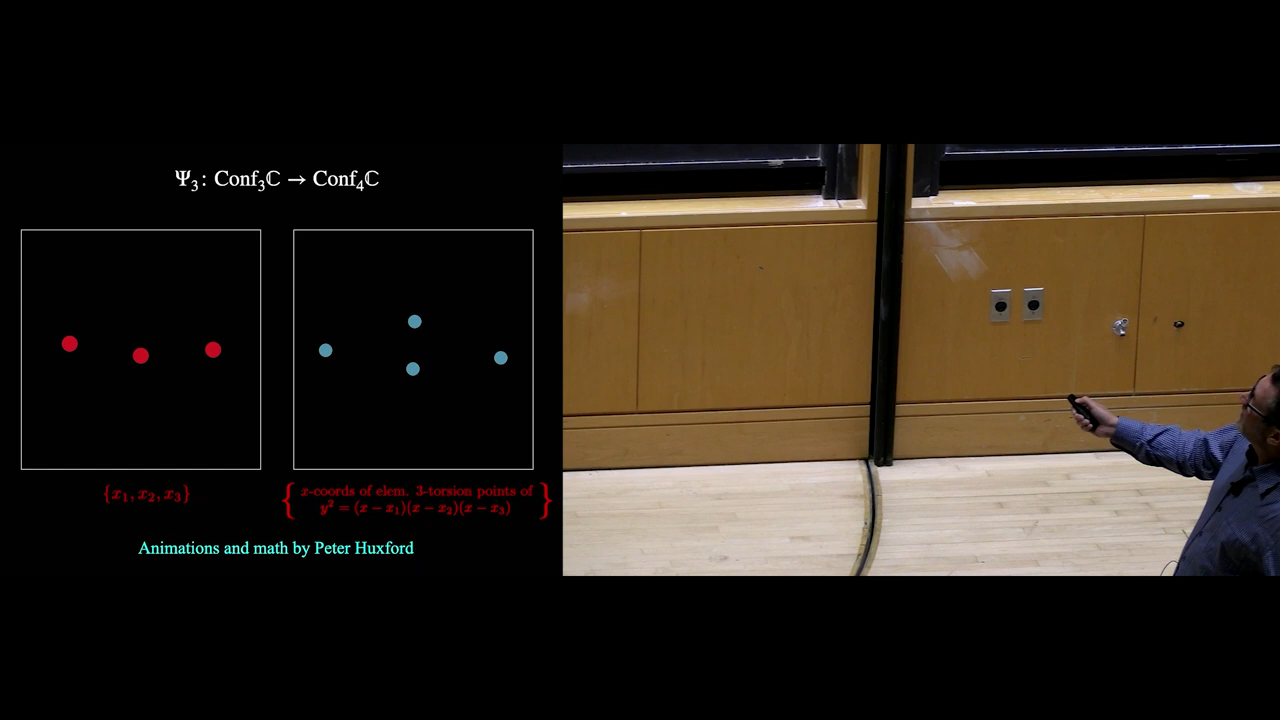 Ψ₃: Conf₃ℂ → Conf₄ℂ
{x₁, x₂, x₃}
{ x-coords of elem. 3-torsion points of
y² = (x − x₁)(x − x₂)(x − x₃) }
Animations and math by Peter Huxford